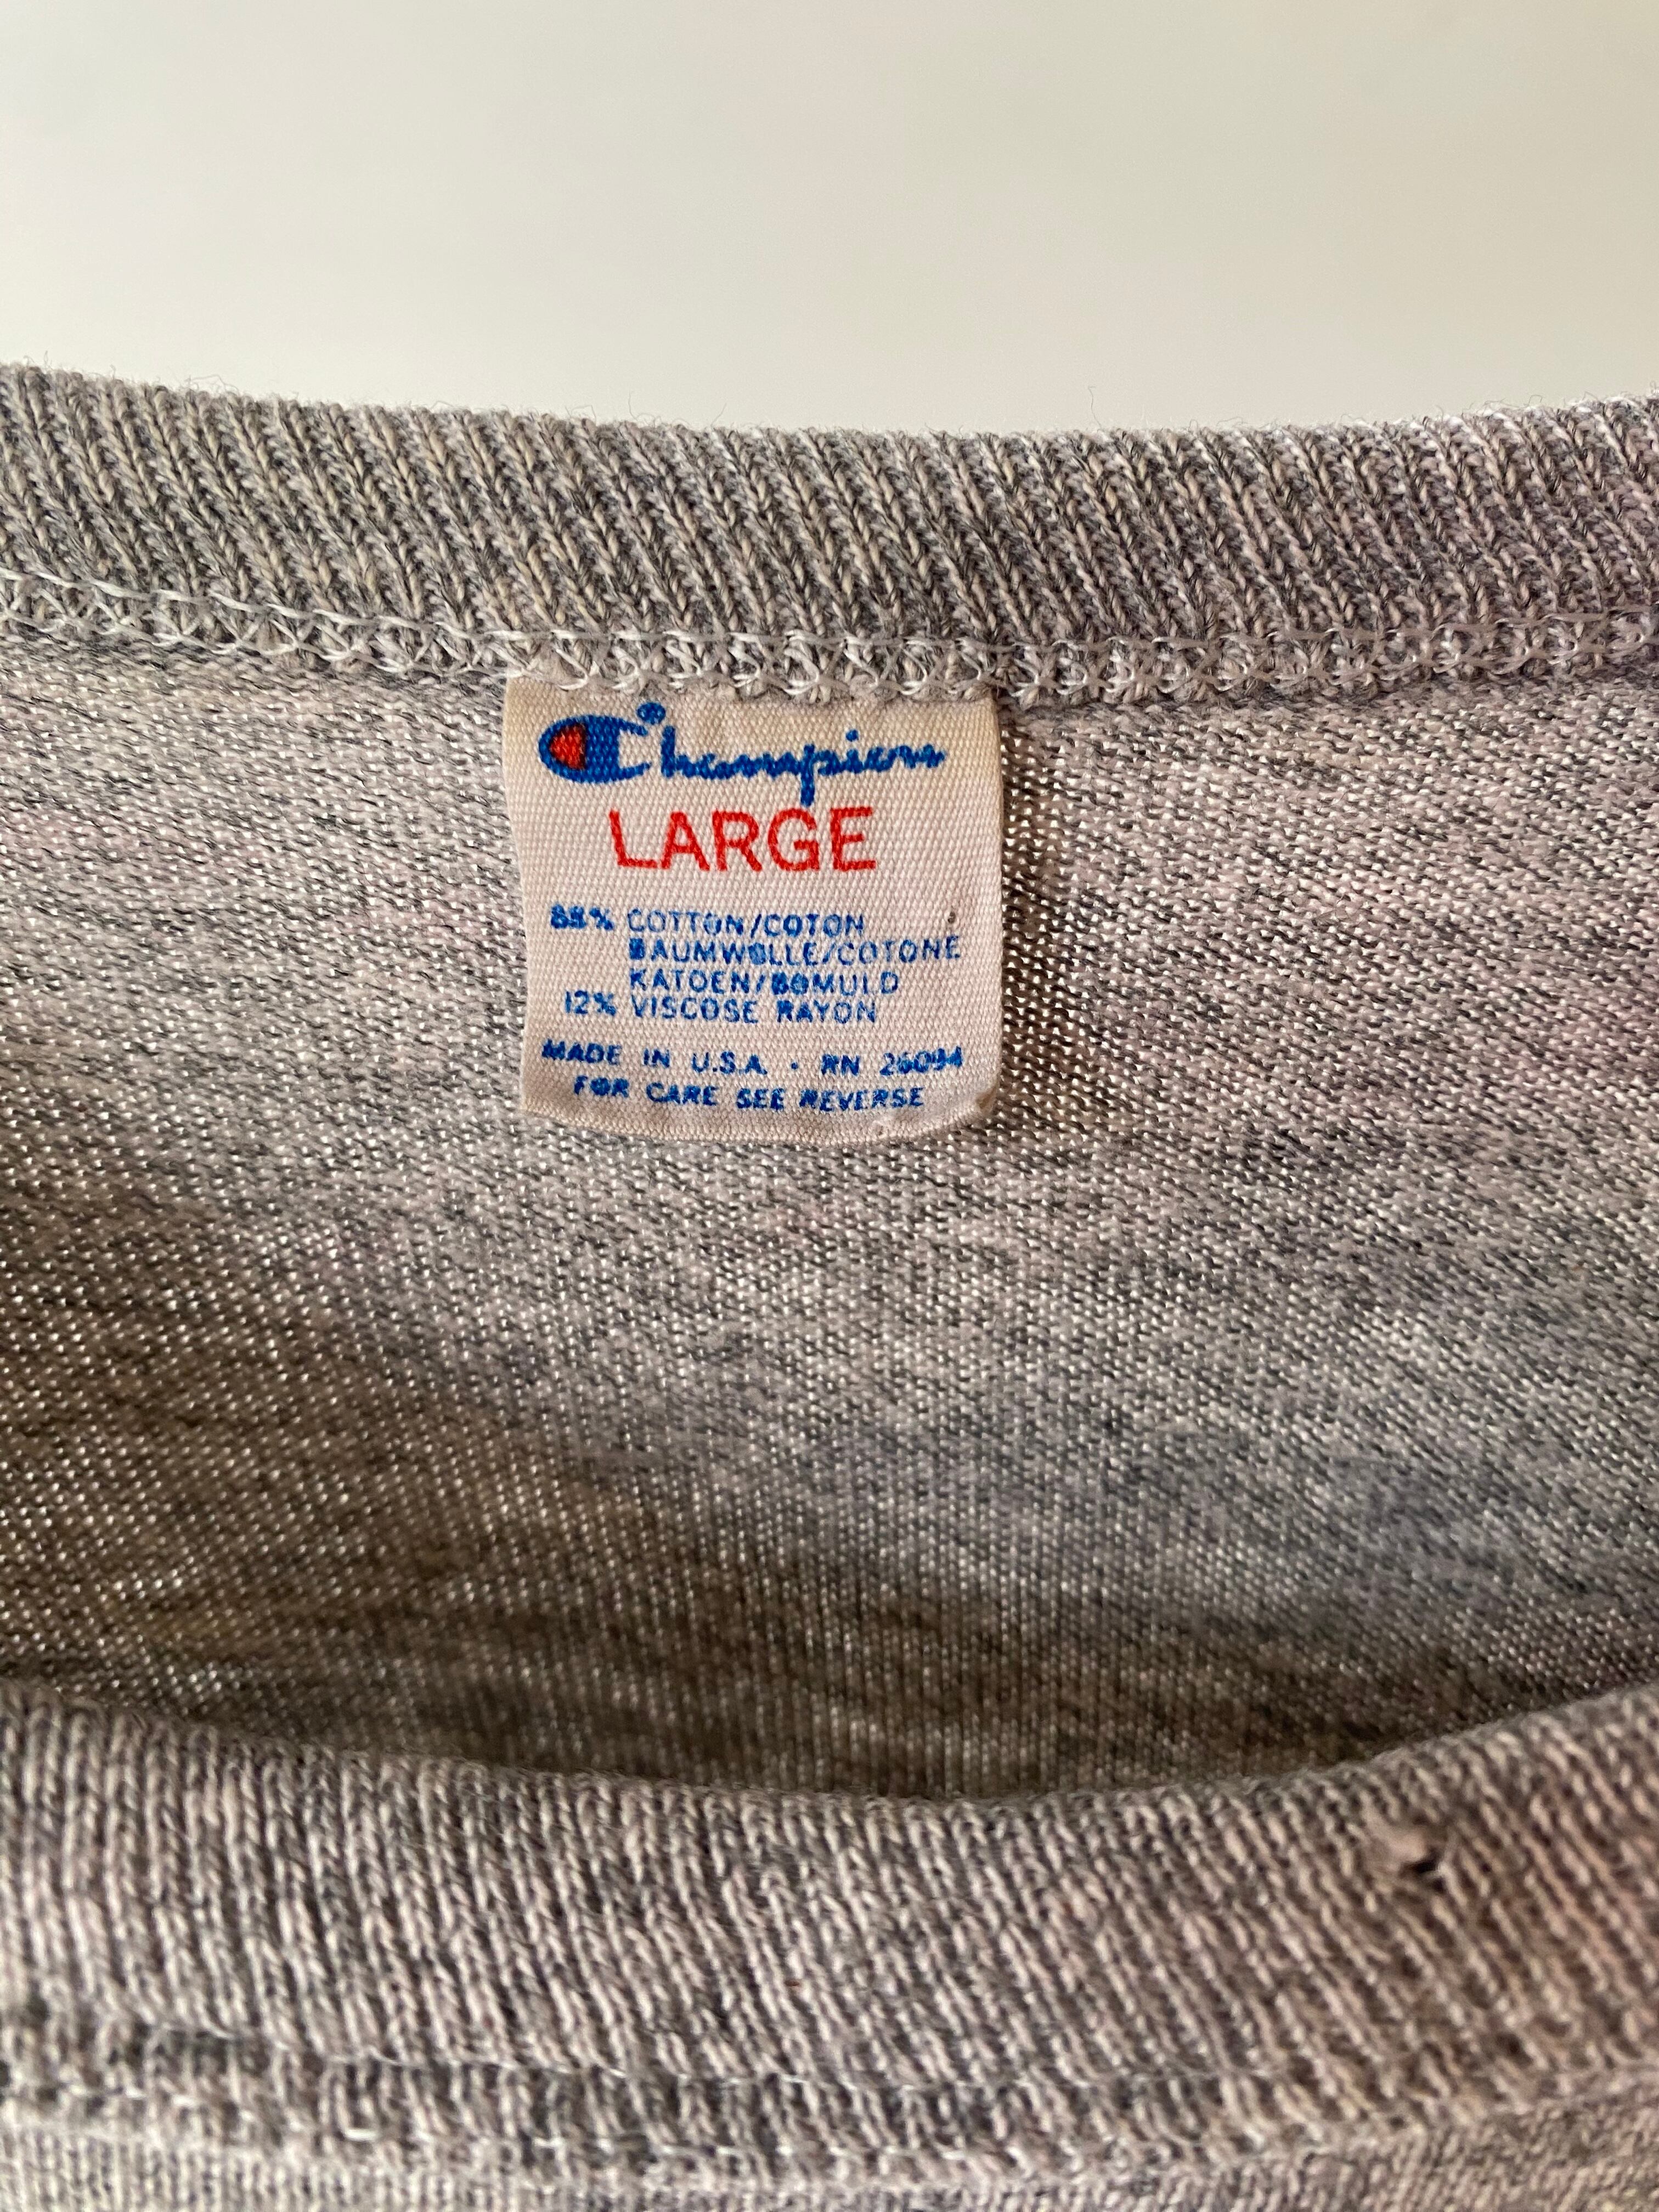 Champion®
LARGE
88% COTTON/COTON
BAUMWOLLE/COTONE
KATOEN/BOMULD
12% VISCOSE RAYON
MADE IN U.S.A. · RN 26094
FOR CARE SEE REVERSE